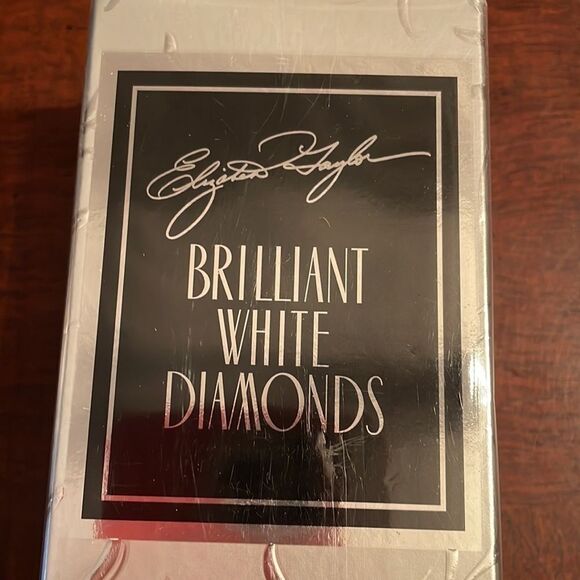 Elizabeth Taylor
BRILLIANT
WHITE
DIAMONDS